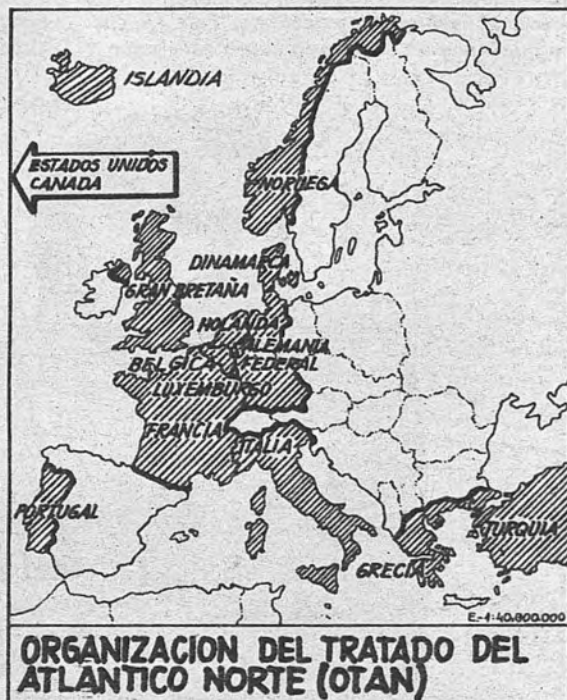 ISLANDIA
ESTADOS UNIDOS
CANADA
NORUEGA
DINAMARCA
GRAN BRETAÑA
HOLANDA
ALEMANIA
FEDERAL
BELGICA
LUXEMBURGO
FRANCIA
ITALIA
PORTUGAL
TURQUIA
GRECIA
E.-1:40.800.000
ORGANIZACION DEL TRATADO DEL
ATLANTICO NORTE (OTAN)